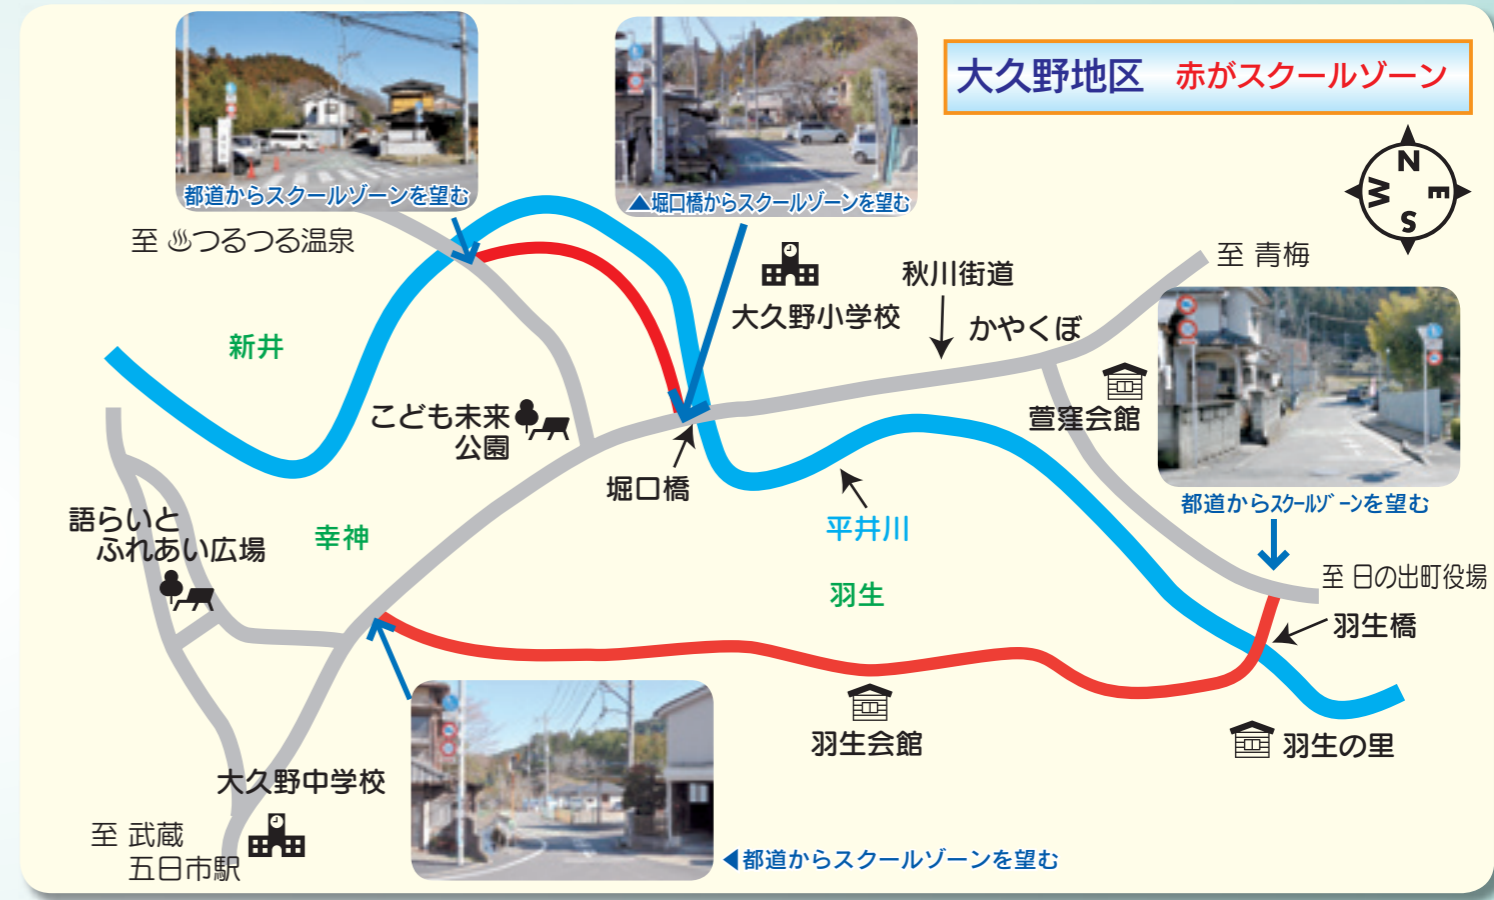 大久野地区 赤がスクールゾーン
都道からスクールゾーンを望む
▲堀口橋からスクールゾーンを望む
N
E
S
W
至 ♨つるつる温泉
大久野小学校
秋川街道
かやくぼ
至 青梅
新井
こども未来
公園
萱窪会館
堀口橋
平井川
都道からスクールゾーンを望む
語らいと
ふれあい広場
幸神
羽生
至 日の出町役場
羽生橋
羽生会館
羽生の里
大久野中学校
至 武蔵
五日市駅
◀都道からスクールゾーンを望む